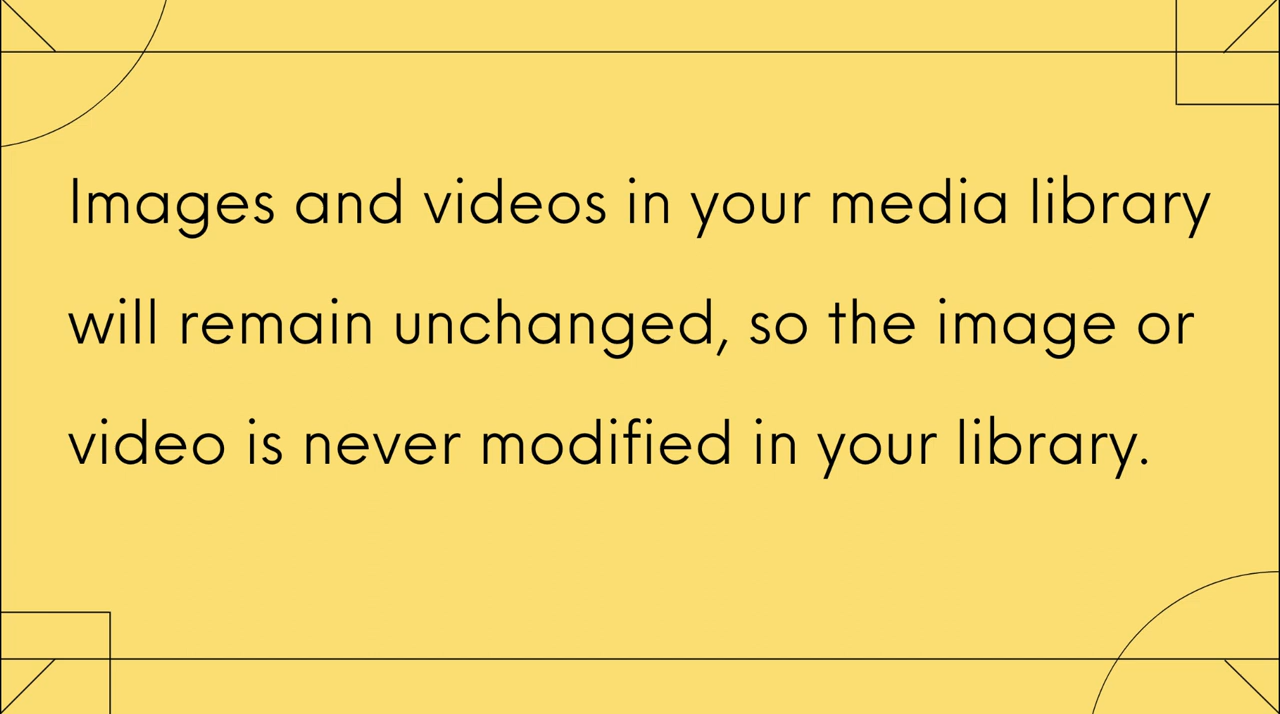 Images and videos in your media library
will remain unchanged, so the image or
video is never modified in your library.